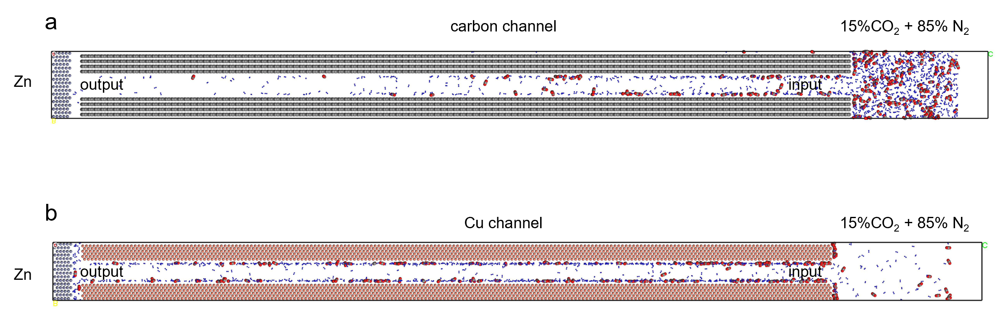 a
carbon channel
15%CO₂ + 85% N₂
C
Zn
output
input
B
b
Cu channel
15%CO₂ + 85% N₂
C
Zn
output
input
B